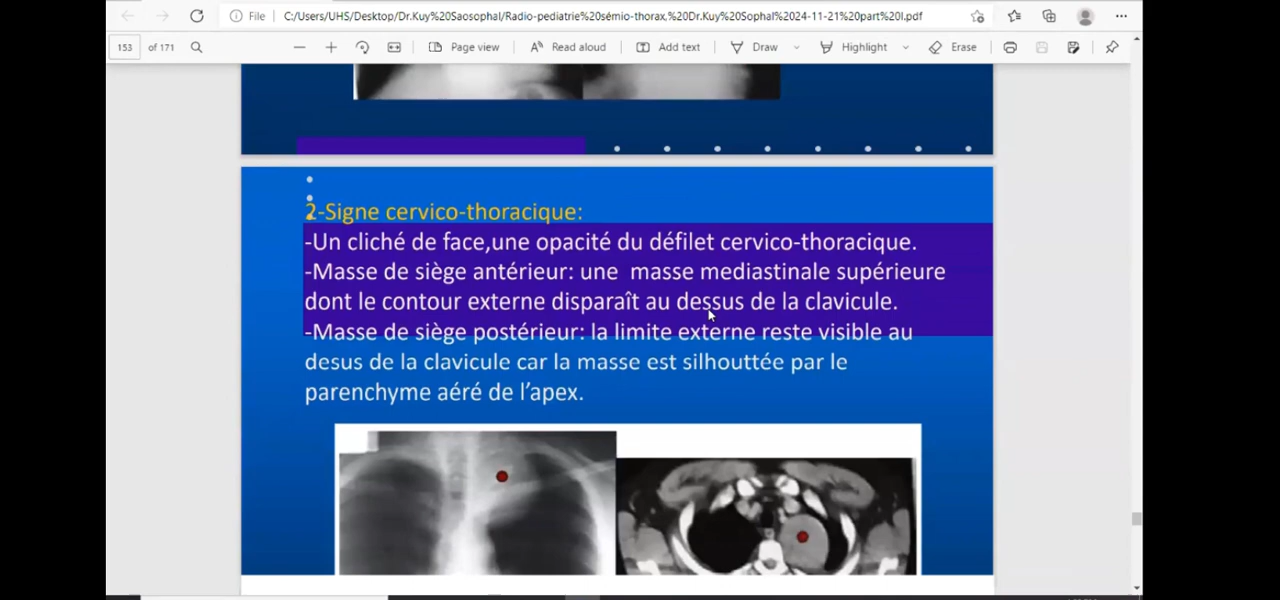 File
C:/Users/UHS/Desktop/Dr.Kuy%20Saosophal/Radio-pediatrie%20sémio-thorax,%20Dr.Kuy%20Sophal%2024-11-21%20part%20I.pdf
153 of 171
Page view
Read aloud
Add text
Draw
Highlight
Erase
2-Signe cervico-thoracique:
-Un cliché de face,une opacité du défilet cervico-thoracique.
-Masse de siège antérieur: une masse mediastinale supérieure
dont le contour externe disparaît au dessus de la clavicule.
-Masse de siège postérieur: la limite externe reste visible au
desus de la clavicule car la masse est silhouttée par le
parenchyme aéré de l'apex.